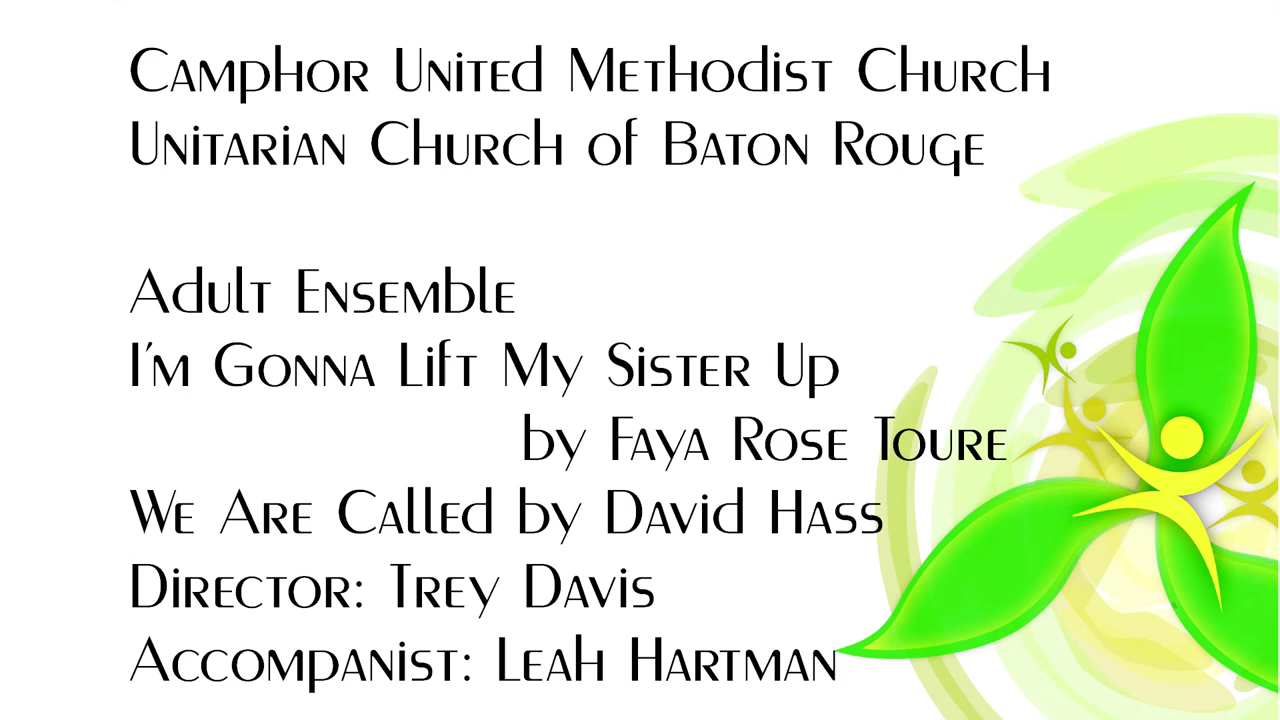 Camphor United Methodist Church
Unitarian Church of Baton Rouge
Adult Ensemble
I'm Gonna Lift My Sister Up
by Faya Rose Toure
We Are Called by David Hass
Director: Trey Davis
Accompanist: Leah Hartman